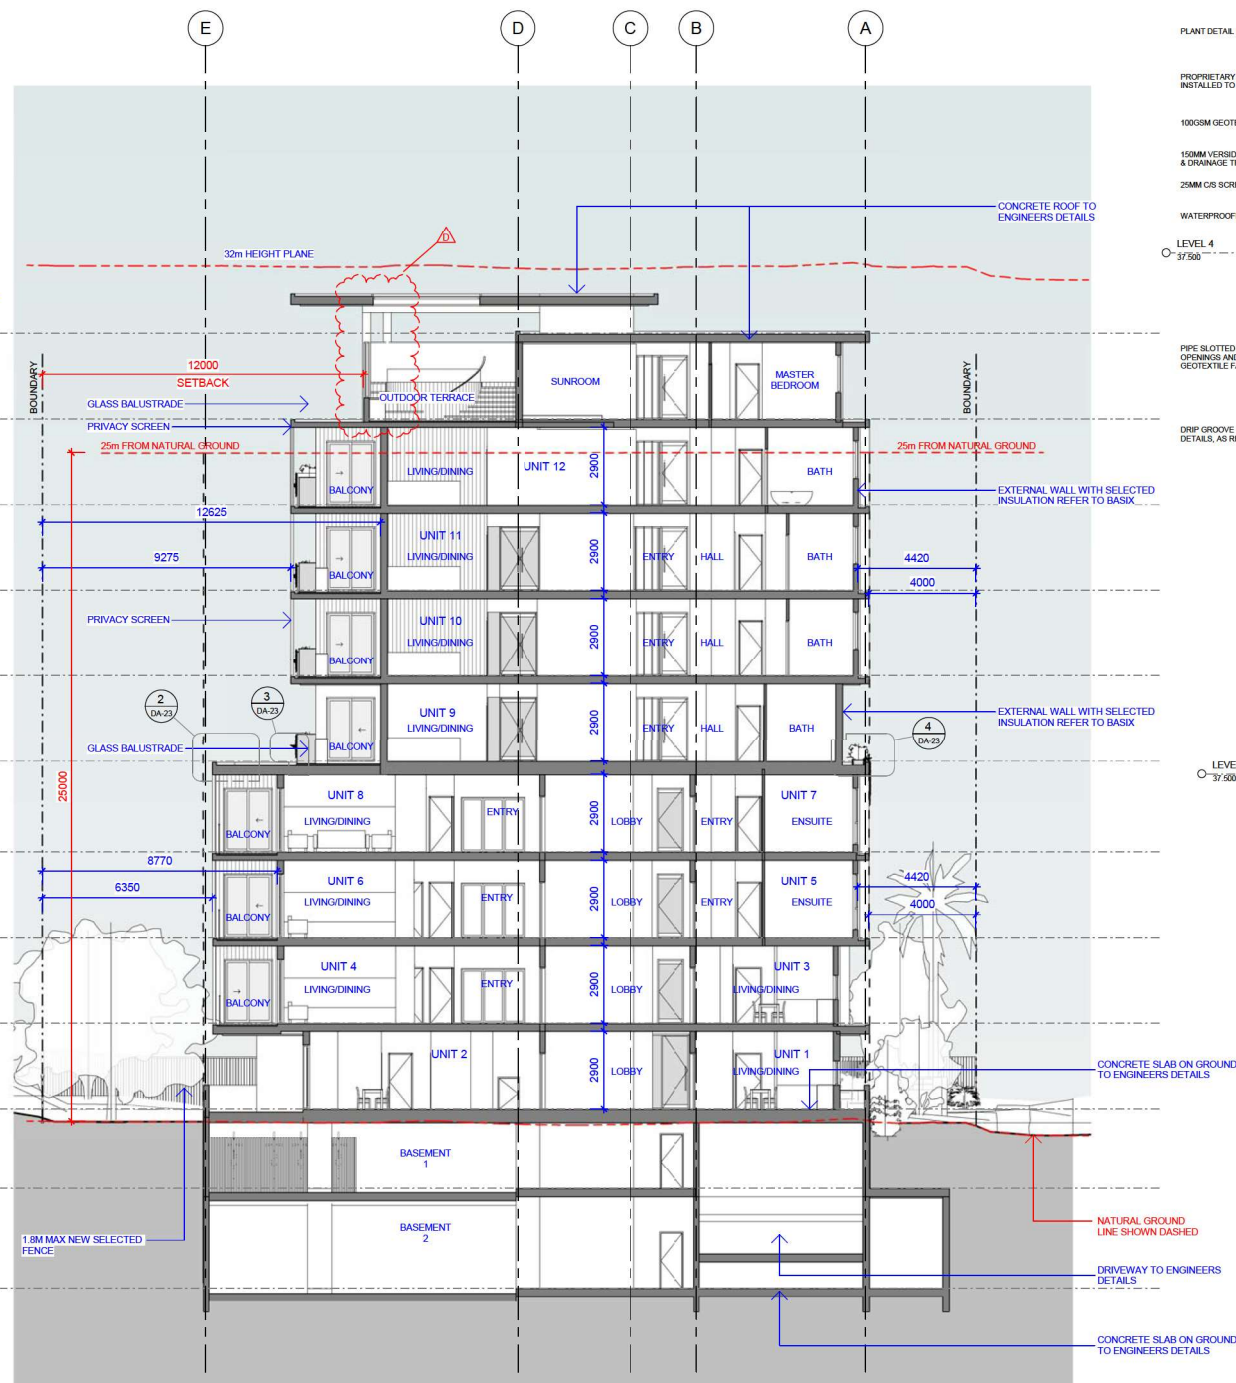 E
D
C
B
A
PLANT DETAIL
PROPRIETARY
INSTALLED TO
100GSM GEOTE
150MM VERSID
& DRAINAGE T
25MM C/S SCRE
WATERPROOF
LEVEL 4
37.500
CONCRETE ROOF TO
ENGINEERS DETAILS
D
32m HEIGHT PLANE
PIPE SLOTTED
OPENINGS AND
GEOTEXTILE FA
BOUNDARY
12000
SETBACK
SUNROOM
MASTER
BEDROOM
BOUNDARY
OUTDOOR TERRACE
GLASS BALUSTRADE
PRIVACY SCREEN
DRIP GROOVE
DETAILS, AS RE
25m FROM NATURAL GROUND
25m FROM NATURAL GROUND
LIVING/DINING
UNIT 12
2900
BATH
BALCONY
EXTERNAL WALL WITH SELECTED
INSULATION REFER TO BASIX
12625
UNIT 11
9275
LIVING/DINING
2900
ENTRY
HALL
BATH
4420
BALCONY
4000
PRIVACY SCREEN
UNIT 10
LIVING/DINING
2900
ENTRY
HALL
BATH
BALCONY
2
DA-23
3
DA-23
UNIT 9
LIVING/DINING
2900
ENTRY
HALL
BATH
EXTERNAL WALL WITH SELECTED
INSULATION REFER TO BASIX
4
DA-23
GLASS BALUSTRADE
BALCONY
LEVE
37.500
25000
UNIT 8
UNIT 7
LIVING/DINING
ENTRY
2900
LOBBY
ENTRY
ENSUITE
BALCONY
8770
6350
UNIT 6
UNIT 5
4420
LIVING/DINING
ENTRY
2900
LOBBY
ENTRY
ENSUITE
BALCONY
4000
UNIT 4
UNIT 3
LIVING/DINING
ENTRY
2900
LOBBY
LIVING/DINING
BALCONY
UNIT 2
UNIT 1
2900
LOBBY
LIVING/DINING
CONCRETE SLAB ON GROUND
TO ENGINEERS DETAILS
BASEMENT
1
BASEMENT
2
1.8M MAX NEW SELECTED
FENCE
NATURAL GROUND
LINE SHOWN DASHED
DRIVEWAY TO ENGINEERS
DETAILS
CONCRETE SLAB ON GROUND
TO ENGINEERS DETAILS